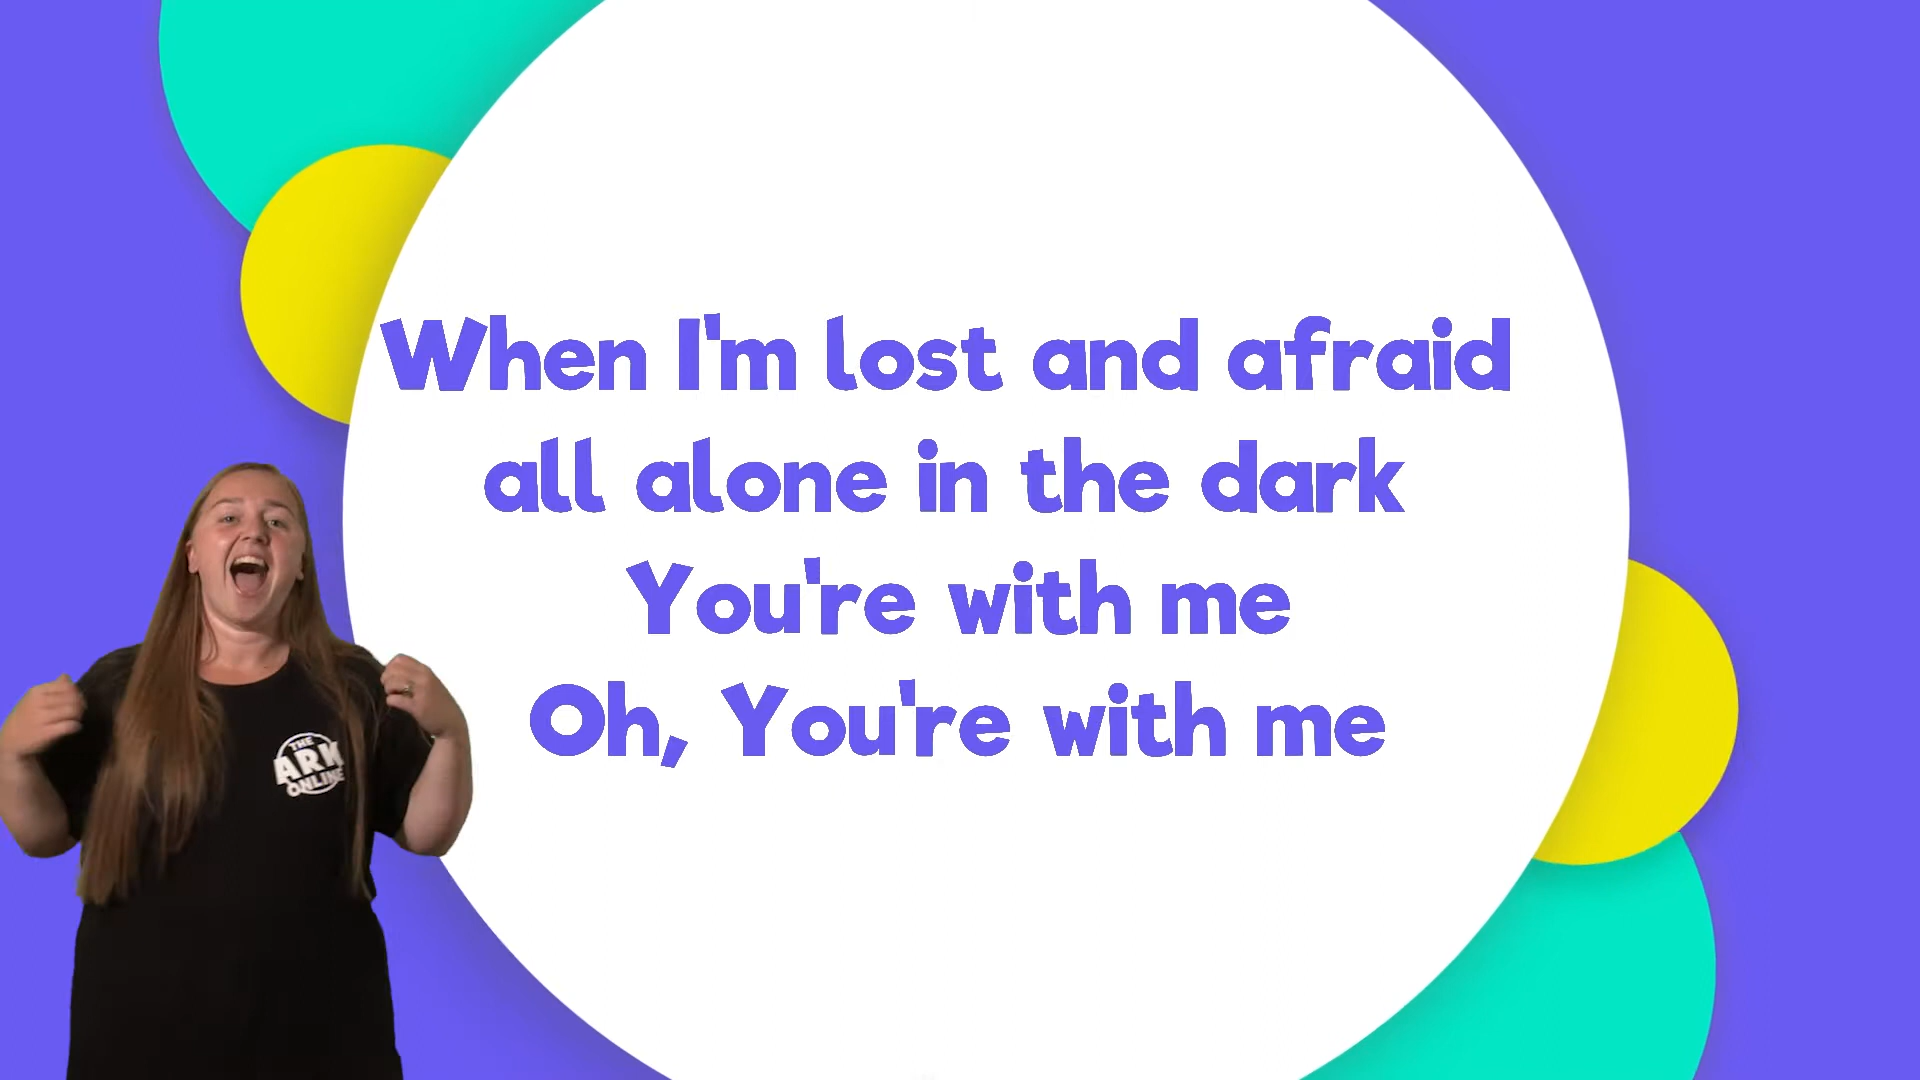 When I'm lost and afraid
all alone in the dark
You're with me
Oh, You're with me
THE
ARK
ONLINE